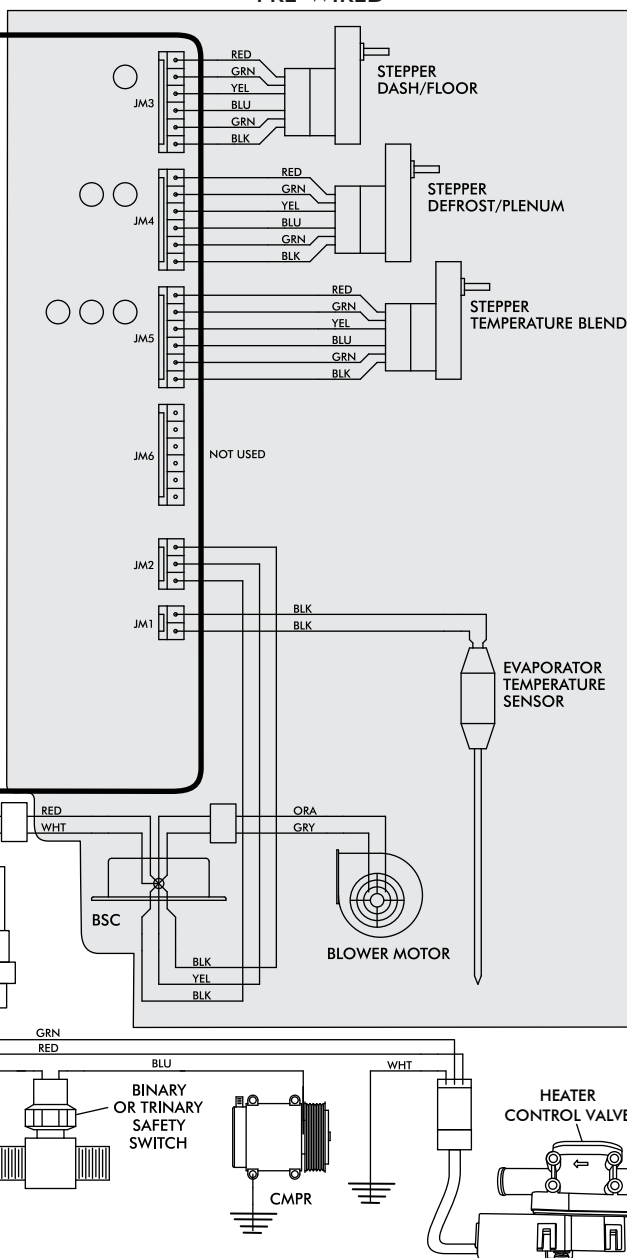 RED
GRN
YEL
BLU
GRN
BLK
JM3
STEPPER
DASH/FLOOR
RED
GRN
YEL
BLU
GRN
BLK
JM4
STEPPER
DEFROST/PLENUM
RED
GRN
YEL
BLU
GRN
BLK
JM5
STEPPER
TEMPERATURE BLEND
JM6
NOT USED
JM2
JM1
BLK
BLK
EVAPORATOR
TEMPERATURE
SENSOR
RED
WHT
ORA
GRY
BSC
BLOWER MOTOR
BLK
YEL
BLK
GRN
RED
BLU
WHT
BINARY
OR TRINARY
SAFETY
SWITCH
CMPR
HEATER
CONTROL VALVE